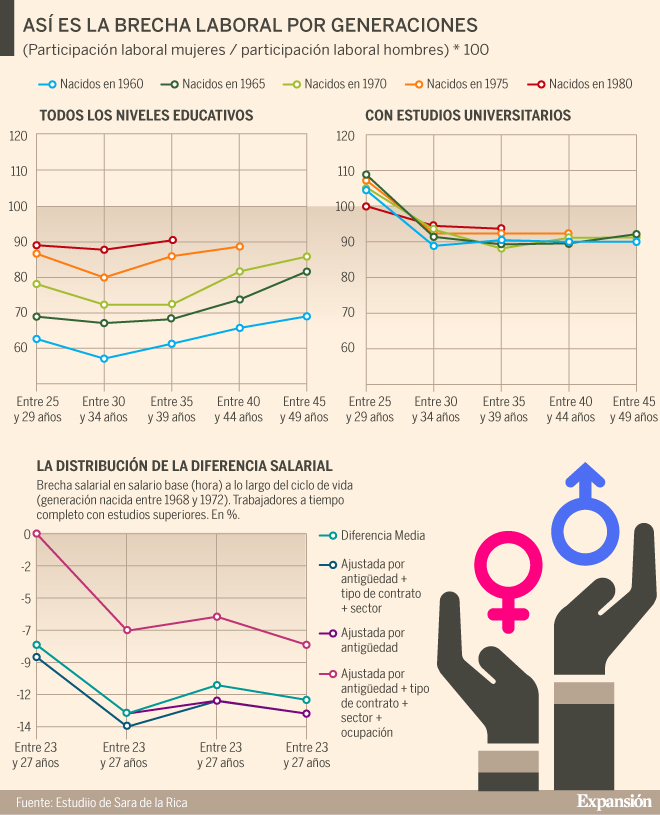 ASÍ ES LA BRECHA LABORAL POR GENERACIONES
(Participación laboral mujeres / participación laboral hombres) * 100
Nacidos en 1960 Nacidos en 1965 Nacidos en 1970 Nacidos en 1975 Nacidos en 1980
TODOS LOS NIVELES EDUCATIVOS
120
110
100
90
80
70
60
Entre 25 Entre 30 Entre 35 Entre 40 Entre 45
y 29 años y 34 años y 39 años y 44 años y 49 años
CON ESTUDIOS UNIVERSITARIOS
120
110
100
90
80
70
60
Entre 25 Entre 30 Entre 35 Entre 40 Entre 45
y 29 años y 34 años y 39 años y 44 años y 49 años
LA DISTRIBUCIÓN DE LA DIFERENCIA SALARIAL
Brecha salarial en salario base (hora) a lo largo del ciclo de vida
(generación nacida entre 1968 y 1972). Trabajadores a tiempo
completo con estudios superiores. En %.
0
-2
-5
-7
-9
-12
-14
Entre 23 Entre 23 Entre 23 Entre 23
y 27 años y 27 años y 27 años y 27 años
Diferencia Media
Ajustada por
antigüedad +
tipo de contrato
+ sector
Ajustada por
antigüedad
Ajustada por
antigüedad + tipo
de contrato +
sector +
ocupación
Fuente: Estudiio de Sara de la Rica
Expansión